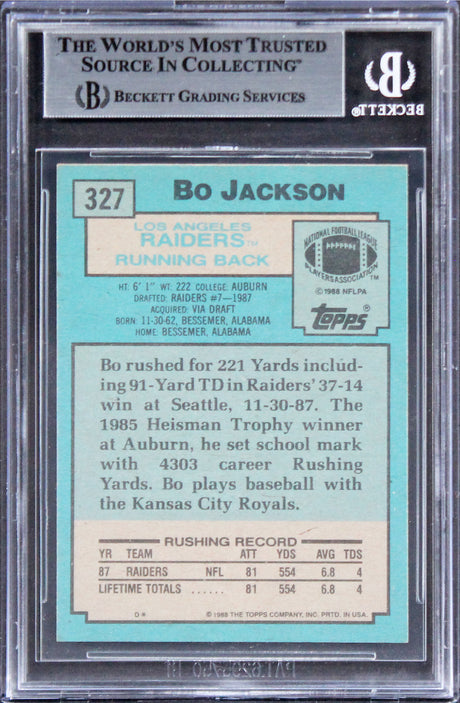 THE WORLD'S MOST TRUSTED
SOURCE IN COLLECTING"
B BECKETT GRADING SERVICES
B
BECKETT®
327 BO JACKSON
LOS ANGELES
RAIDERS™
RUNNING BACK
NATIONAL FOOTBALL LEAGUE
PLAYERS ASSOCIATION™
© 1988 NFLPA
topps®
HT: 6' 1" WT: 222 COLLEGE: AUBURN
DRAFTED: RAIDERS #7—1987
ACQUIRED: VIA DRAFT
BORN: 11-30-62, BESSEMER, ALABAMA
HOME: BESSEMER, ALABAMA
Bo rushed for 221 Yards includ-
ing 91-Yard TD in Raiders' 37-14
win at Seattle, 11-30-87. The
1985 Heisman Trophy winner
at Auburn, he set school mark
with 4303 career Rushing
Yards. Bo plays baseball with
the Kansas City Royals.
RUSHING RECORD
YR TEAM ATT YDS AVG TDS
87 RAIDERS NFL 81 554 6.8 4
LIFETIME TOTALS ...... 81 554 6.8 4
D* © 1988 THE TOPPS COMPANY, INC. PRTD. IN U.S.A.